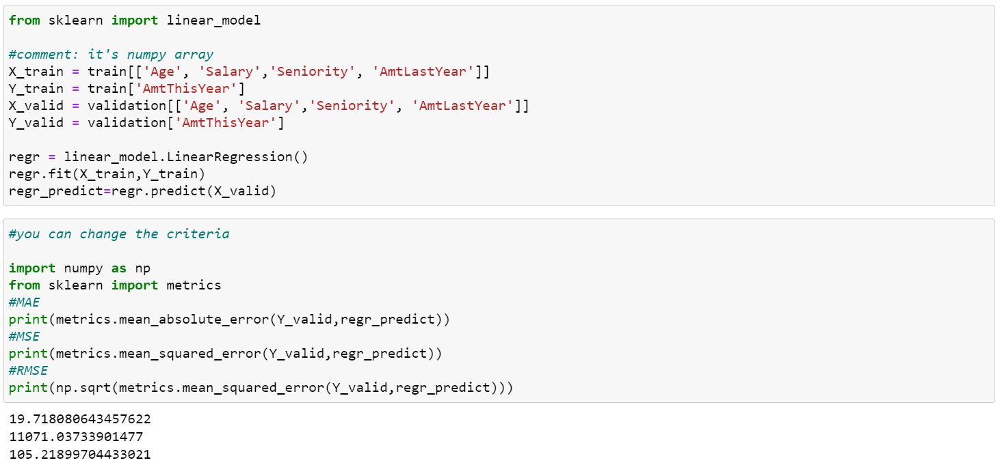 from sklearn import linear_model
#comment: it's numpy array
X_train = train[['Age', 'Salary','Seniority', 'AmtLastYear']]
Y_train = train['AmtThisYear']
X_valid = validation[['Age', 'Salary','Seniority', 'AmtLastYear']]
Y_valid = validation['AmtThisYear']
regr = linear_model.LinearRegression()
regr.fit(X_train,Y_train)
regr_predict=regr.predict(X_valid)
#you can change the criteria
import numpy as np
from sklearn import metrics
#MAE
print(metrics.mean_absolute_error(Y_valid,regr_predict))
#MSE
print(metrics.mean_squared_error(Y_valid,regr_predict))
#RMSE
print(np.sqrt(metrics.mean_squared_error(Y_valid,regr_predict)))
19.718080643457622
11071.03733901477
105.21899704433021